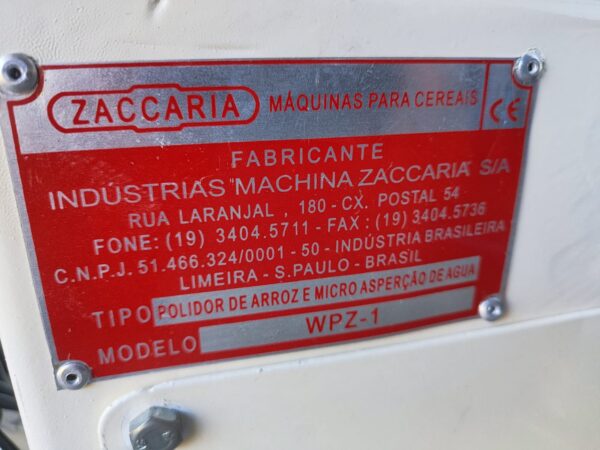 ZACCARIA MÁQUINAS PARA CEREAIS CE
FABRICANTE
INDÚSTRIAS MACHINA ZACCARIA S/A
RUA LARANJAL , 180 - CX. POSTAL 54
FONE: (19) 3404.5711 - FAX : (19) 3404.5736
C.N.P.J. 51.466.324/0001 - 50 - INDÚSTRIA BRASILEIRA
LIMEIRA - S.PAULO - BRASIL
TIPO POLIDOR DE ARROZ E MICRO ASPERÇÃO DE AGUA
MODELO WPZ-1